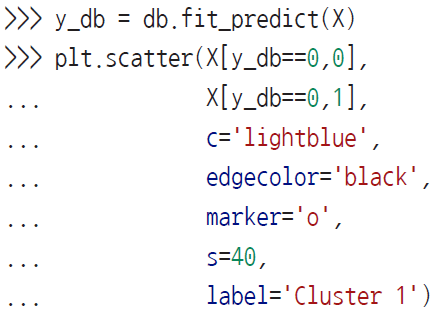 >>> y_db = db.fit_predict(X)
>>> plt.scatter(X[y_db==0,0],
...             X[y_db==0,1],
...             c='lightblue',
...             edgecolor='black',
...             marker='o',
...             s=40,
...             label='Cluster 1')